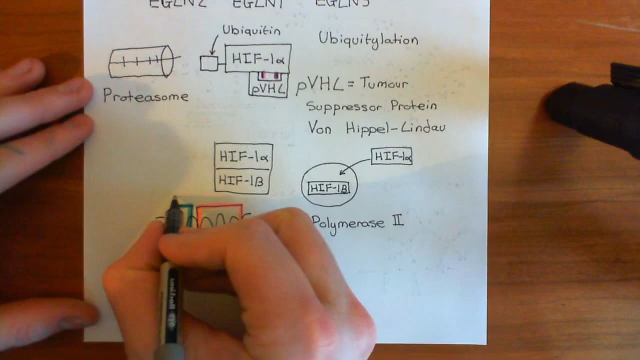 EGLN2 EGLN1 EGLN3
Ubiquitin
Ubiquitylation
HIF-1α
pVHL
Proteasome
pVHL = Tumour
Suppressor Protein
Von Hippel-Lindau
HIF-1α
HIF-1β
HIF-1α
HIF-1β
Polymerase II